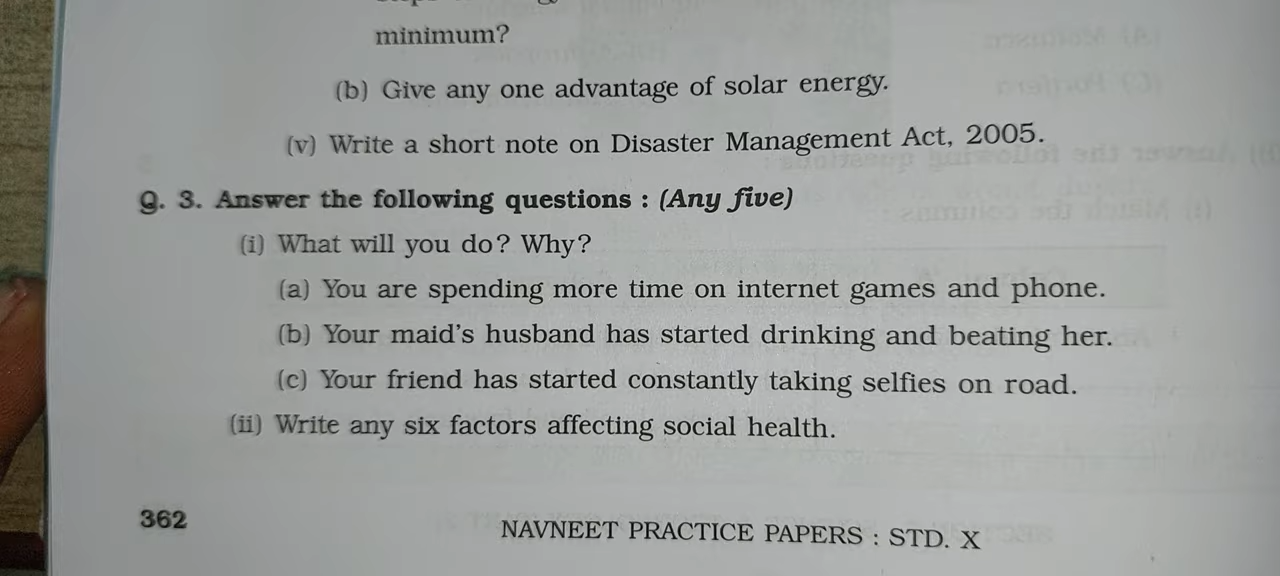 minimum?
(b) Give any one advantage of solar energy.
(v) Write a short note on Disaster Management Act, 2005.
Q. 3. Answer the following questions : (Any five)
(i) What will you do? Why?
(a) You are spending more time on internet games and phone.
(b) Your maid's husband has started drinking and beating her.
(c) Your friend has started constantly taking selfies on road.
(ii) Write any six factors affecting social health.
362
NAVNEET PRACTICE PAPERS : STD. X